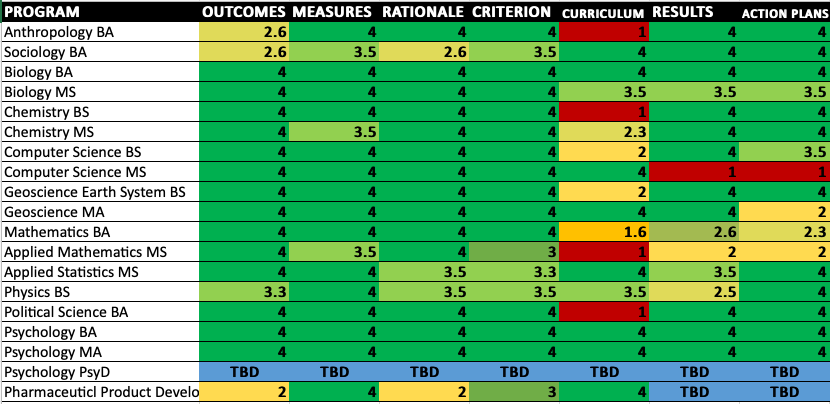 PROGRAM OUTCOMES MEASURES RATIONALE CRITERION CURRICULUM RESULTS ACTION PLANS
Anthropology BA 2.6 4 4 4 1 4 4
Sociology BA 2.6 3.5 2.6 3.5 4 4 4
Biology BA 4 4 4 4 4 4 4
Biology MS 4 4 4 4 3.5 3.5 3.5
Chemistry BS 4 4 4 4 1 4 4
Chemistry MS 4 3.5 4 4 2.3 4 4
Computer Science BS 4 4 4 4 2 4 3.5
Computer Science MS 4 4 4 4 4 1 1
Geoscience Earth System BS 4 4 4 4 2 4 4
Geoscience MA 4 4 4 4 4 4 2
Mathematics BA 4 4 4 4 1.6 2.6 2.3
Applied Mathematics MS 4 3.5 4 3 1 2 2
Applied Statistics MS 4 4 3.5 3.3 4 3.5 4
Physics BS 3.3 4 3.5 3.5 3.5 2.5 4
Political Science BA 4 4 4 4 1 4 4
Psychology BA 4 4 4 4 4 4 4
Psychology MA 4 4 4 4 4 4 4
Psychology PsyD TBD TBD TBD TBD TBD TBD TBD
Pharmaceuticl Product Develo 2 4 2 3 4 TBD TBD